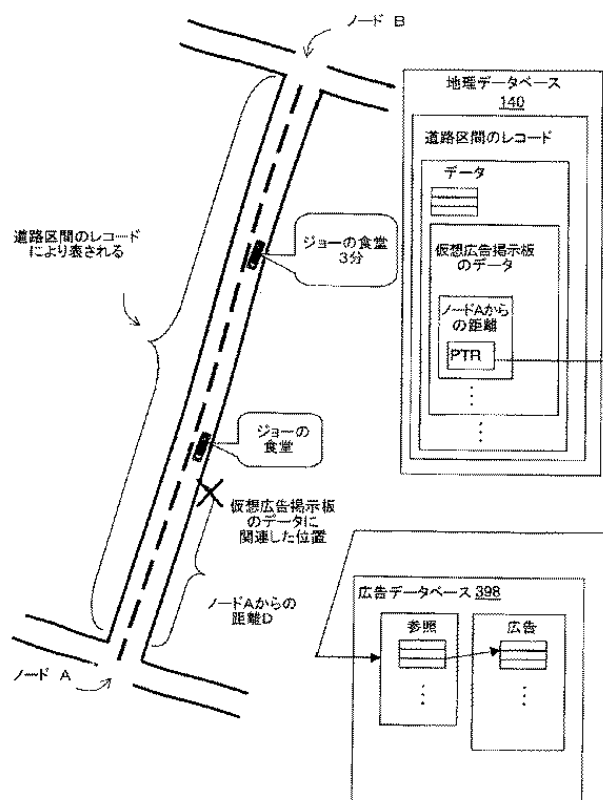 ノード B
地理データベース
140
道路区間のレコード
データ
仮想広告掲示板
のデータ
ノードAから
の距離
PTR
道路区間のレコード
により表される
ジョーの食堂
3分
ジョーの
食堂
仮想広告掲示板
のデータに
関連した位置
ノードAからの
距離D
ノード A
広告データベース 398
参照
広告